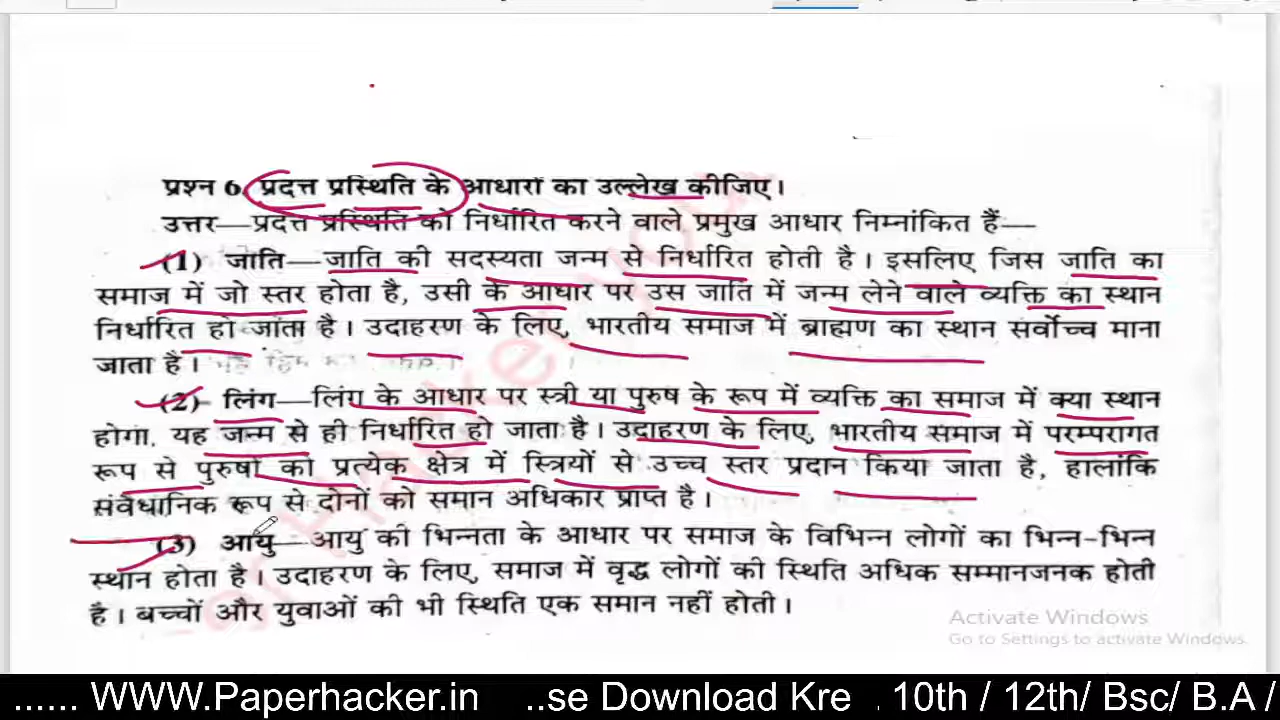 प्रश्न 6. प्रदत्त प्रस्थिति के आधारों का उल्लेख कीजिए।
उत्तर—प्रदत्त प्रस्थिति को निर्धारित करने वाले प्रमुख आधार निम्नांकित हैं—
(1) जाति—जाति की सदस्यता जन्म से निर्धारित होती है। इसलिए जिस जाति का
समाज में जो स्तर होता है, उसी के आधार पर उस जाति में जन्म लेने वाले व्यक्ति का स्थान
निर्धारित हो जाता है। उदाहरण के लिए, भारतीय समाज में ब्राह्मण का स्थान सर्वोच्च माना
जाता है।
(2) लिंग—लिंग के आधार पर स्त्री या पुरुष के रूप में व्यक्ति का समाज में क्या स्थान
होगा, यह जन्म से ही निर्धारित हो जाता है। उदाहरण के लिए, भारतीय समाज में परम्परागत
रूप से पुरुषों को प्रत्येक क्षेत्र में स्त्रियों से उच्च स्तर प्रदान किया जाता है, हालांकि
संवैधानिक रूप से दोनों को समान अधिकार प्राप्त है।
(3) आयु—आयु की भिन्नता के आधार पर समाज के विभिन्न लोगों का भिन्न-भिन्न
स्थान होता है। उदाहरण के लिए, समाज में वृद्ध लोगों की स्थिति अधिक सम्मानजनक होती
है। बच्चों और युवाओं की भी स्थिति एक समान नहीं होती।
Activate Windows
Go to Settings to activate Windows.
...... WWW.Paperhacker.in ..se Download Kre . 10th / 12th/ Bsc/ B.A /